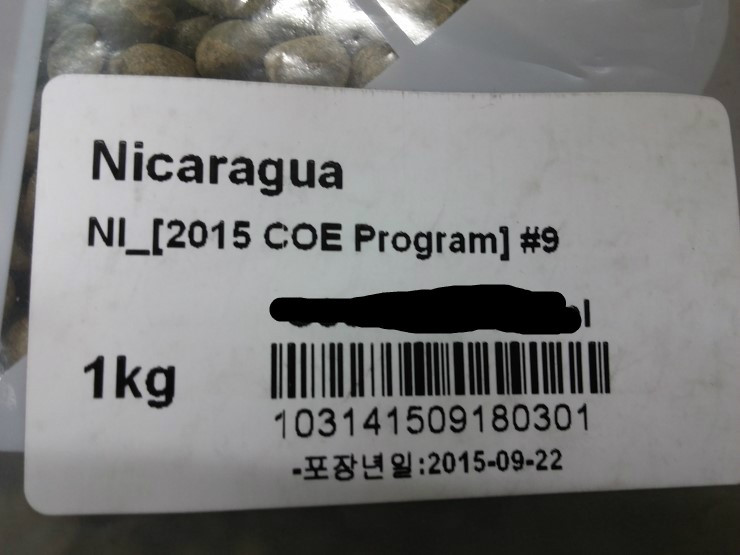 Nicaragua
NI_[2015 COE Program] #9
1kg
103141509180301
-포장년일:2015-09-22